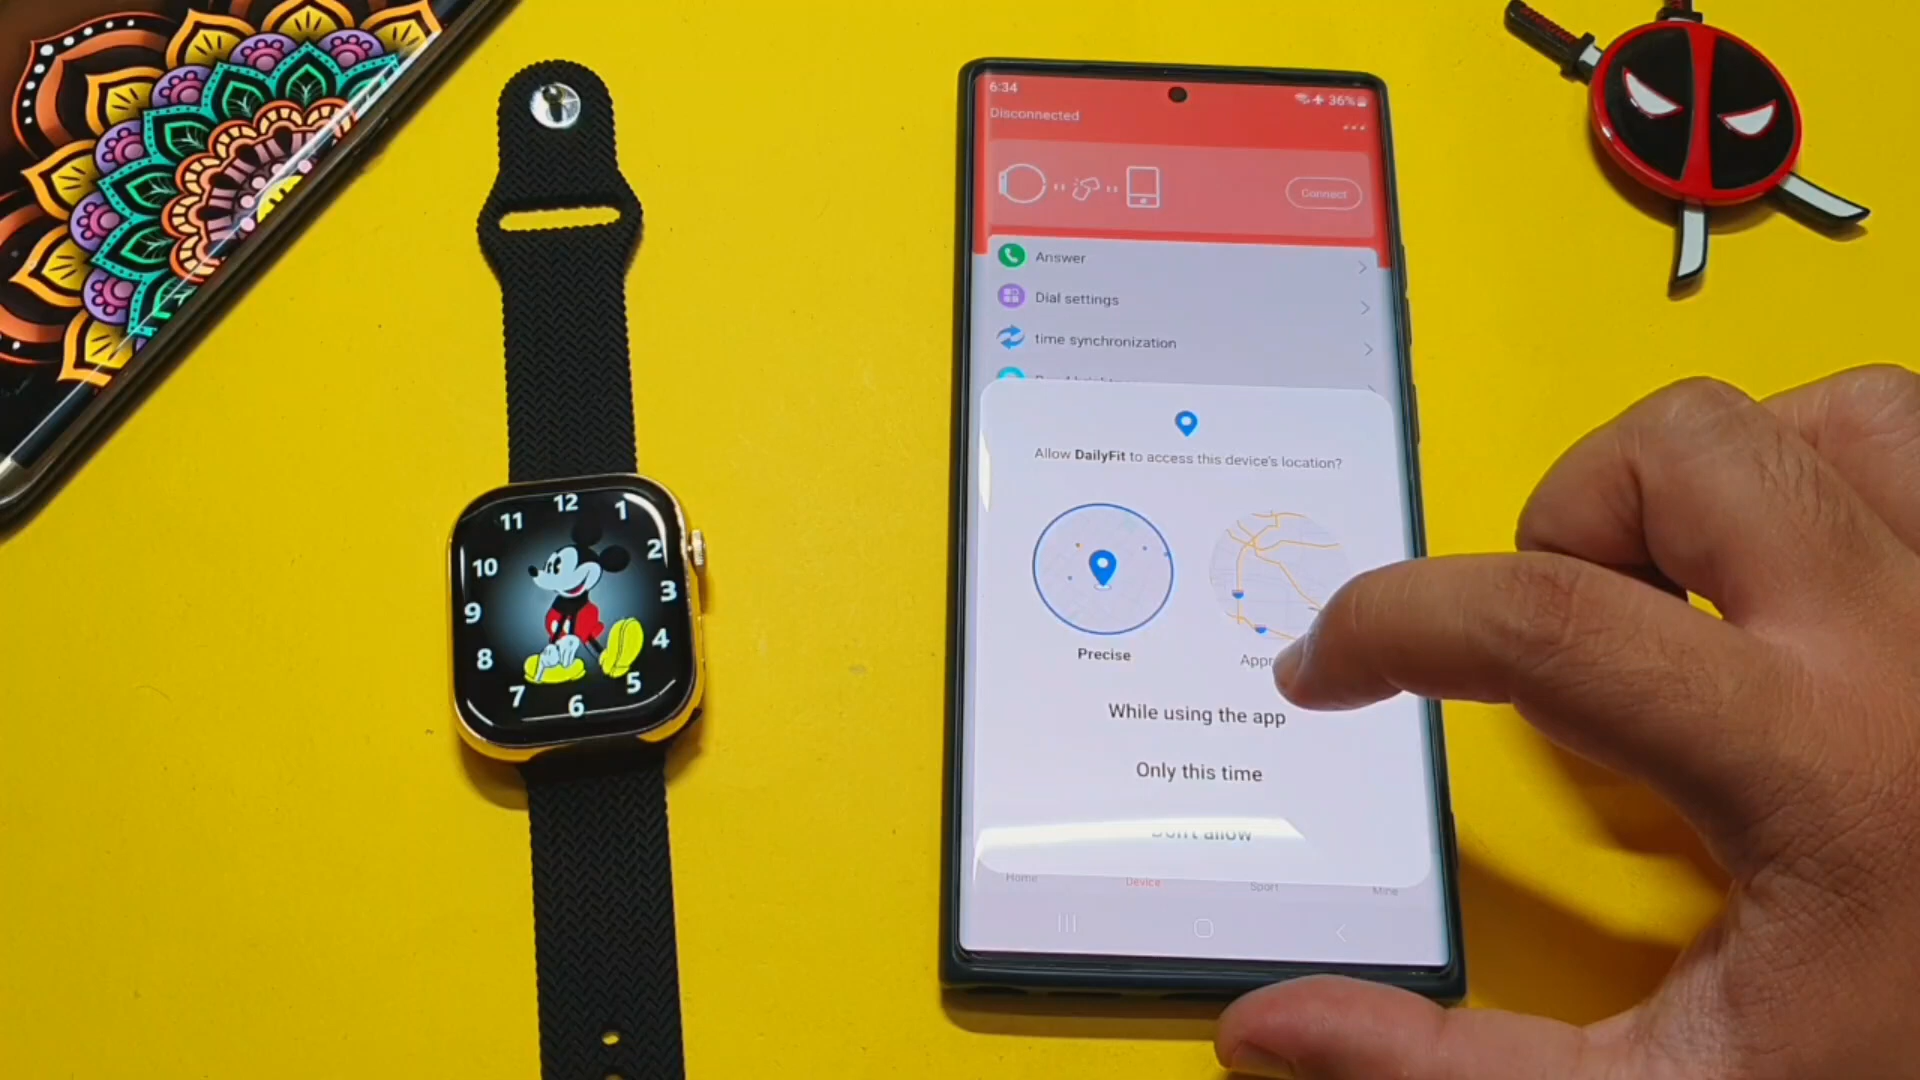 12
11
1
10
2
9
3
8
4
7
5
6
6:34
36%
Disconnected
Connect
Answer
Dial settings
time synchronization
Allow DailyFit to access this device's location?
Precise
While using the app
Only this time
Don't allow
Home
Device
Sport
Mine